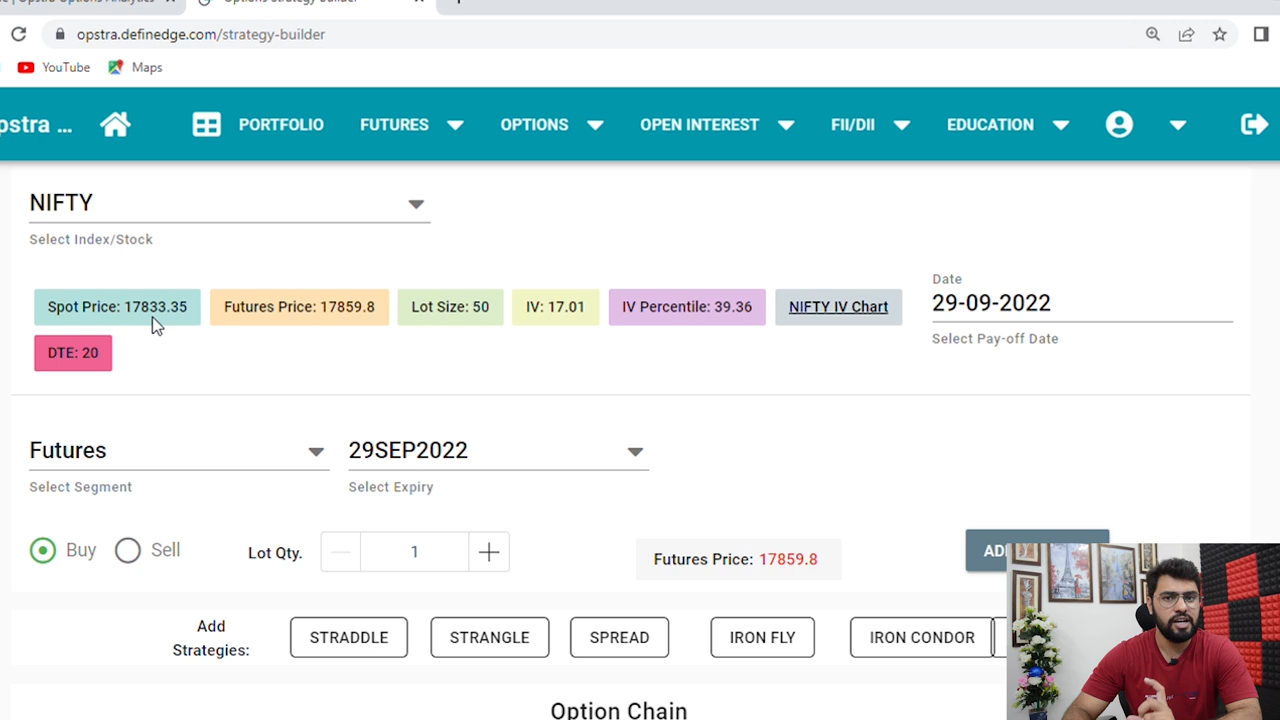 Options Strategy Builder
opstra.definedge.com/strategy-builder
YouTube Maps
pstra ... PORTFOLIO FUTURES OPTIONS OPEN INTEREST FII/DII EDUCATION
NIFTY
Select Index/Stock
Spot Price: 17833.35 Futures Price: 17859.8 Lot Size: 50 IV: 17.01 IV Percentile: 39.36 NIFTY IV Chart
DTE: 20
Date
29-09-2022
Select Pay-off Date
Futures 29SEP2022
Select Segment Select Expiry
Buy Sell Lot Qty. 1 Futures Price: 17859.8
Add
Strategies:
STRADDLE STRANGLE SPREAD IRON FLY IRON CONDOR
Option Chain